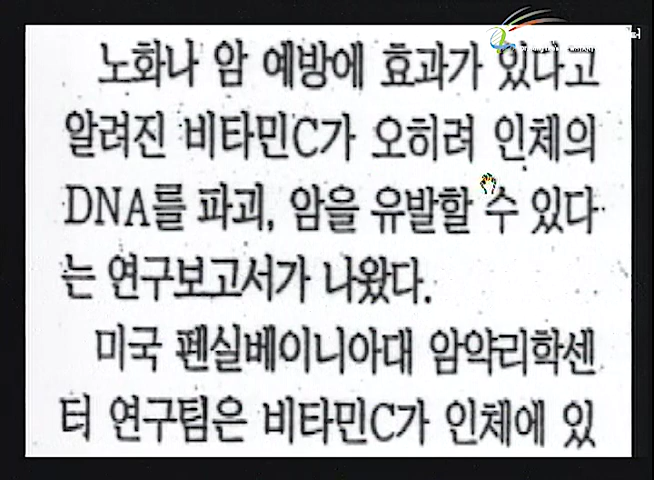 노화나 암 예방에 효과가 있다고
알려진 비타민C가 오히려 인체의
DNA를 파괴, 암을 유발할 수 있다
는 연구보고서가 나왔다.
미국 펜실베이니아대 암약리학센
터 연구팀은 비타민C가 인체에 있